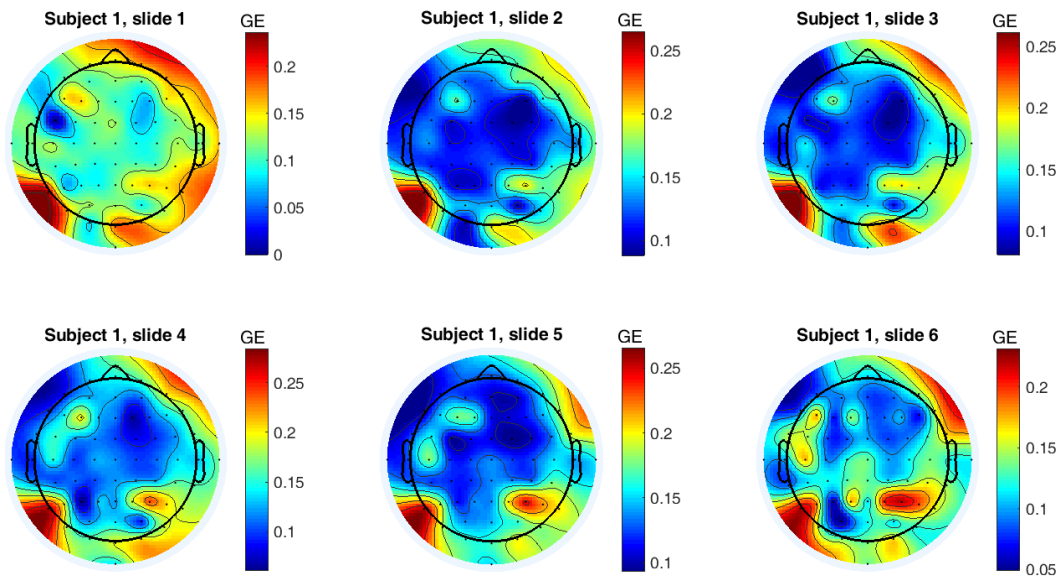 Subject 1, slide 1
GE
0.2
0.15
0.1
0.05
0
Subject 1, slide 2
GE
0.25
0.2
0.15
0.1
Subject 1, slide 3
GE
0.25
0.2
0.15
0.1
Subject 1, slide 4
GE
0.25
0.2
0.15
0.1
Subject 1, slide 5
GE
0.25
0.2
0.15
0.1
Subject 1, slide 6
GE
0.2
0.15
0.1
0.05